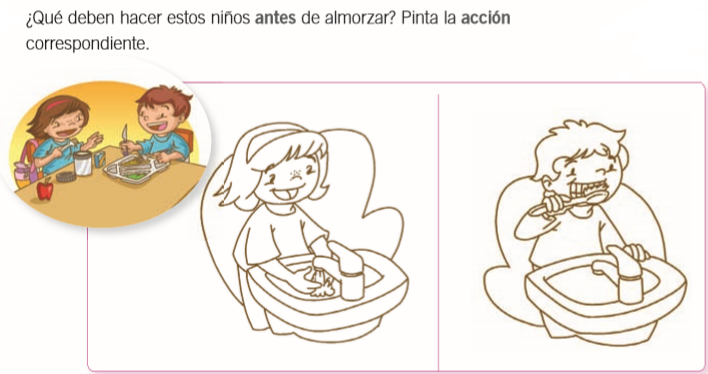 ¿Qué deben hacer estos niños antes de almorzar? Pinta la acción
correspondiente.